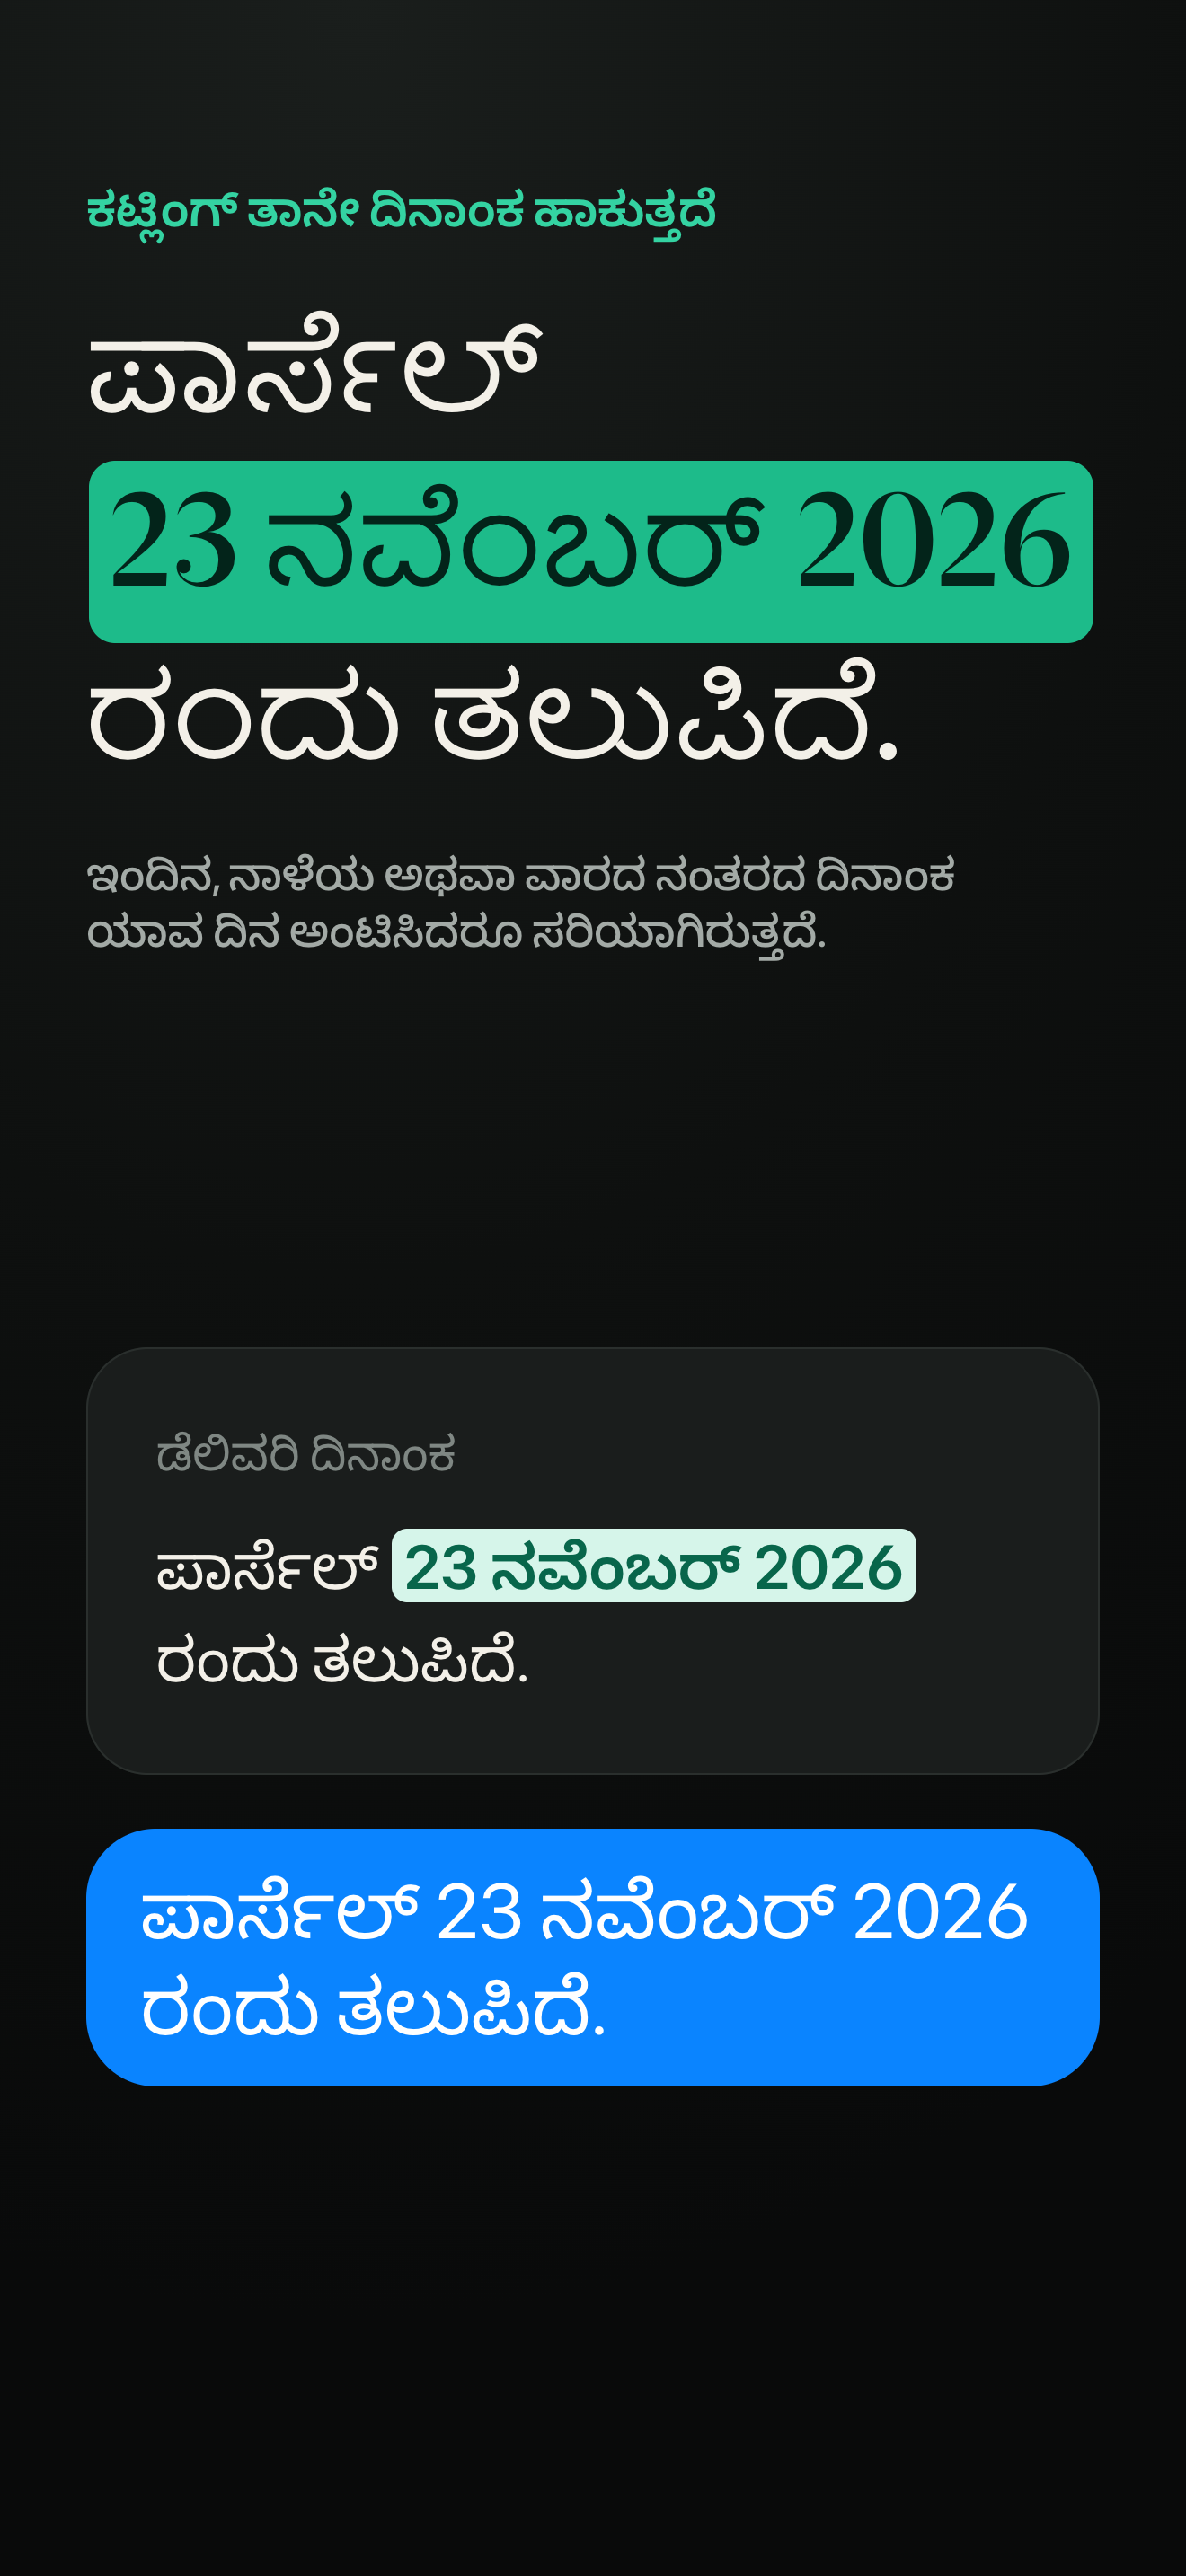 ಕಟ್ಲಿಂಗ್ ತಾನೇ ದಿನಾಂಕ ಹಾಕುತ್ತದೆ
ಪಾರ್ಸೆಲ್
23 ನವೆಂಬರ್ 2026
ರಂದು ತಲುಪಿದೆ.
ಇಂದಿನ, ನಾಳೆಯ ಅಥವಾ ವಾರದ ನಂತರದ ದಿನಾಂಕ
ಯಾವ ದಿನ ಅಂಟಿಸಿದರೂ ಸರಿಯಾಗಿರುತ್ತದೆ.
ಡೆಲಿವರಿ ದಿನಾಂಕ
ಪಾರ್ಸೆಲ್ 23 ನವೆಂಬರ್ 2026
ರಂದು ತಲುಪಿದೆ.
ಪಾರ್ಸೆಲ್ 23 ನವೆಂಬರ್ 2026
ರಂದು ತಲುಪಿದೆ.